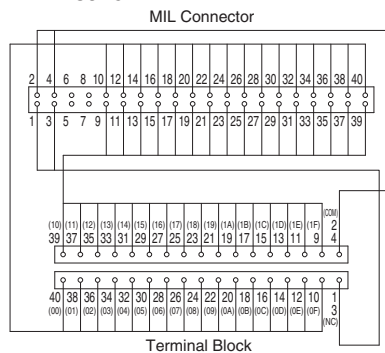 MIL Connector
2 4 6 8 10 12 14 16 18 20 22 24 26 28 30 32 34 36 38 40
1 3 5 7 9 11 13 15 17 19 21 23 25 27 29 31 33 35 37 39
(COM)
(10) (11) (12) (13) (14) (15) (16) (17) (18) (19) (1A) (1B) (1C) (1D) (1E) (1F) 2
39 37 35 33 31 29 27 25 23 21 19 17 15 13 11 9 4
40 38 36 34 32 30 28 26 24 22 20 18 16 14 12 10 1
(00) (01) (02) (03) (04) (05) (06) (07) (08) (09) (0A) (0B) (0C) (0D) (0E) (0F) 3
(NC)
Terminal Block